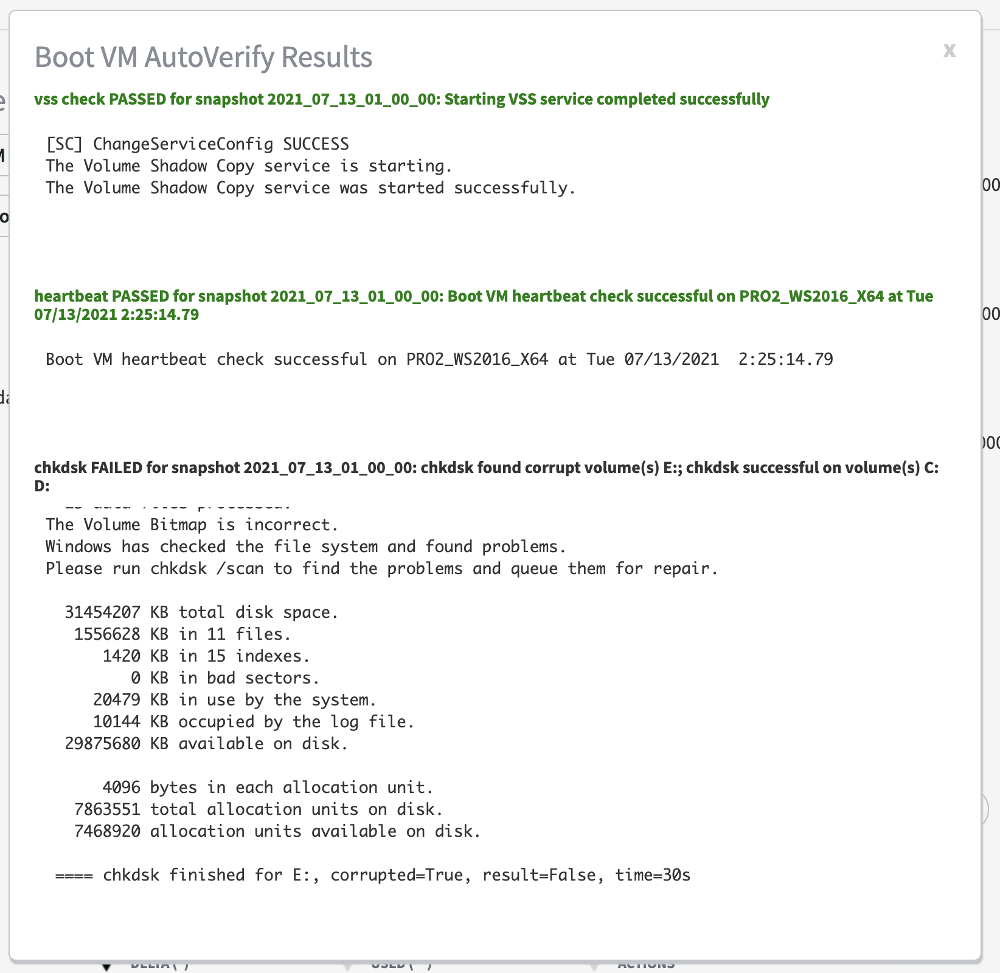 Boot VM AutoVerify Results
x
vss check PASSED for snapshot 2021_07_13_01_00_00: Starting VSS service completed successfully
[SC] ChangeServiceConfig SUCCESS
The Volume Shadow Copy service is starting.
The Volume Shadow Copy service was started successfully.
heartbeat PASSED for snapshot 2021_07_13_01_00_00: Boot VM heartbeat check successful on PRO2_WS2016_X64 at Tue
07/13/2021 2:25:14.79
Boot VM heartbeat check successful on PRO2_WS2016_X64 at Tue 07/13/2021  2:25:14.79
chkdsk FAILED for snapshot 2021_07_13_01_00_00: chkdsk found corrupt volume(s) E:; chkdsk successful on volume(s) C:
D:
data files processed.
The Volume Bitmap is incorrect.
Windows has checked the file system and found problems.
Please run chkdsk /scan to find the problems and queue them for repair.
31454207 KB total disk space.
1556628 KB in 11 files.
1420 KB in 15 indexes.
0 KB in bad sectors.
20479 KB in use by the system.
10144 KB occupied by the log file.
29875680 KB available on disk.
4096 bytes in each allocation unit.
7863551 total allocation units on disk.
7468920 allocation units available on disk.
==== chkdsk finished for E:, corrupted=True, result=False, time=30s
DELTA ( )
USED ( )
ACTIONS